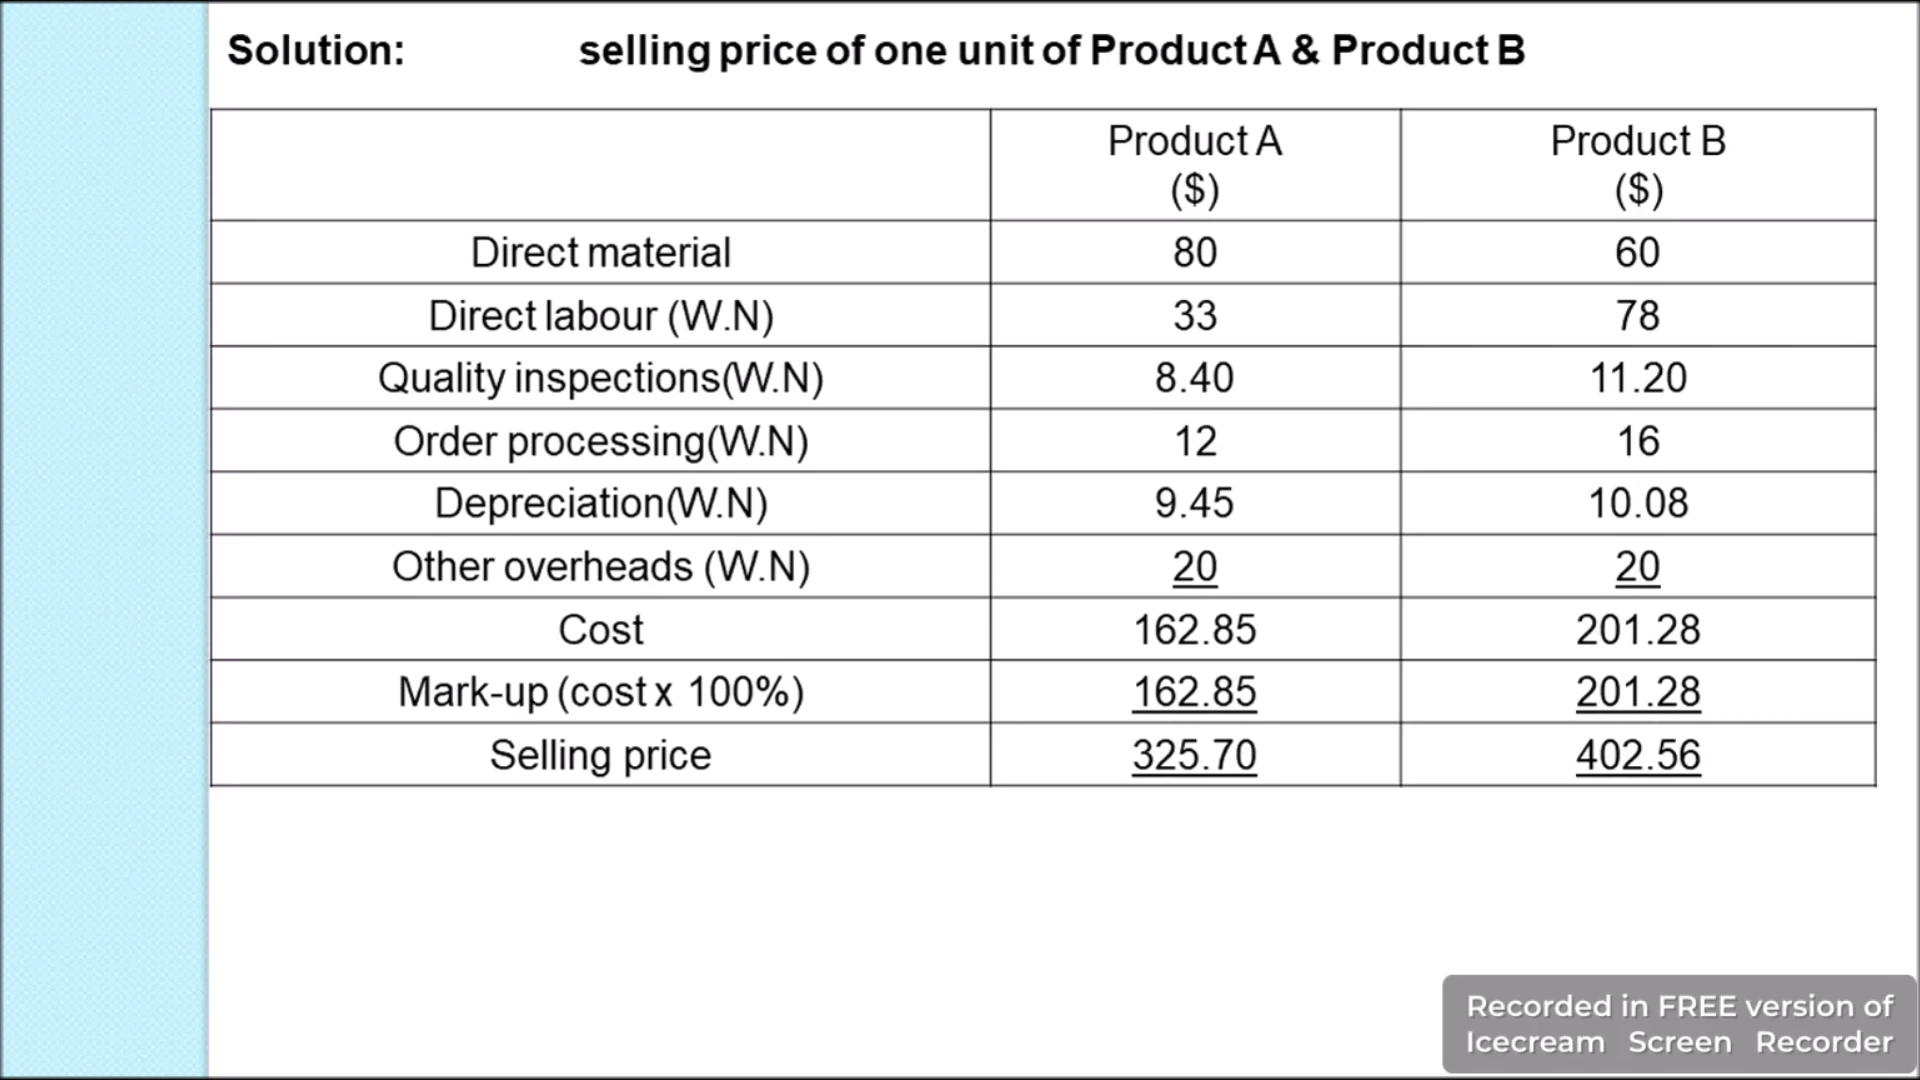 Solution: selling price of one unit of Product A & Product B
Product A Product B
($) ($)
Direct material 80 60
Direct labour (W.N) 33 78
Quality inspections(W.N) 8.40 11.20
Order processing(W.N) 12 16
Depreciation(W.N) 9.45 10.08
Other overheads (W.N) 20 20
Cost 162.85 201.28
Mark-up (cost x 100%) 162.85 201.28
Selling price 325.70 402.56
Recorded in FREE version of
Icecream Screen Recorder